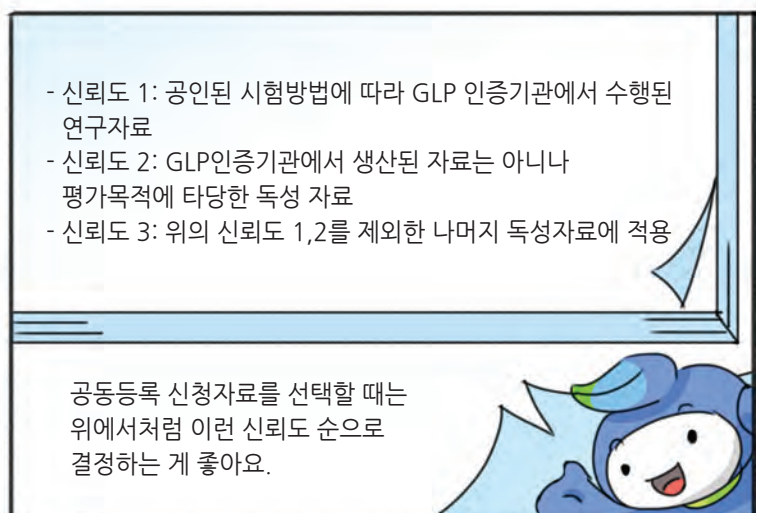 - 신뢰도 1: 공인된 시험방법에 따라 GLP 인증기관에서 수행된
연구자료
- 신뢰도 2: GLP인증기관에서 생산된 자료는 아니나
평가목적에 타당한 독성 자료
- 신뢰도 3: 위의 신뢰도 1,2를 제외한 나머지 독성자료에 적용
공동등록 신청자료를 선택할 때는
위에서처럼 이런 신뢰도 순으로
결정하는 게 좋아요.